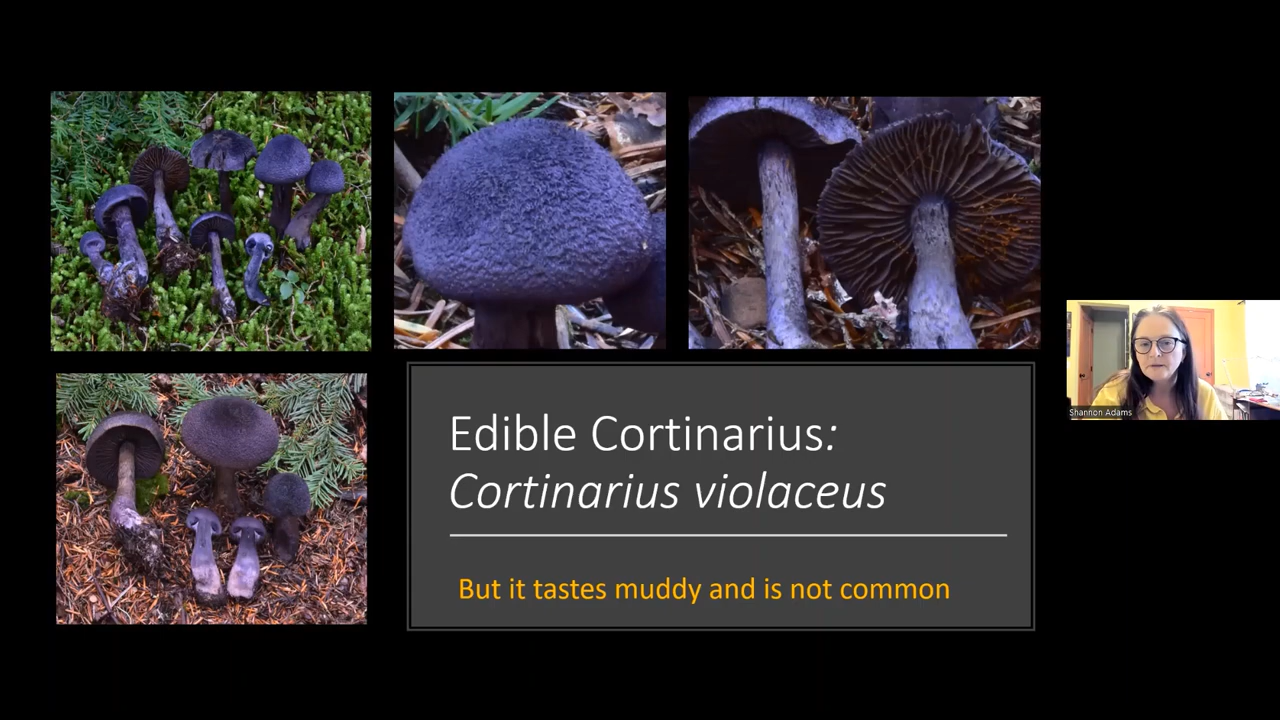 Edible Cortinarius:
Cortinarius violaceus
But it tastes muddy and is not common
Shannon Adams